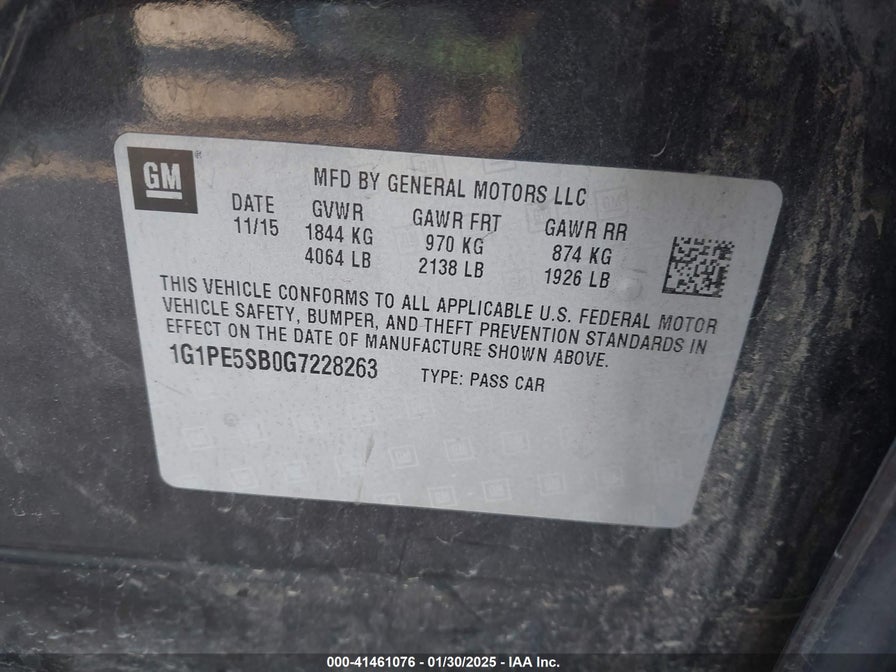 GM
MFD BY GENERAL MOTORS LLC
DATE GVWR GAWR FRT GAWR RR
11/15 1844 KG 970 KG 874 KG
4064 LB 2138 LB 1926 LB
THIS VEHICLE CONFORMS TO ALL APPLICABLE U.S. FEDERAL MOTOR
VEHICLE SAFETY, BUMPER, AND THEFT PREVENTION STANDARDS IN
EFFECT ON THE DATE OF MANUFACTURE SHOWN ABOVE.
1G1PE5SB0G7228263 TYPE: PASS CAR
000-41461076 — 01/30/2025 - IAA Inc.